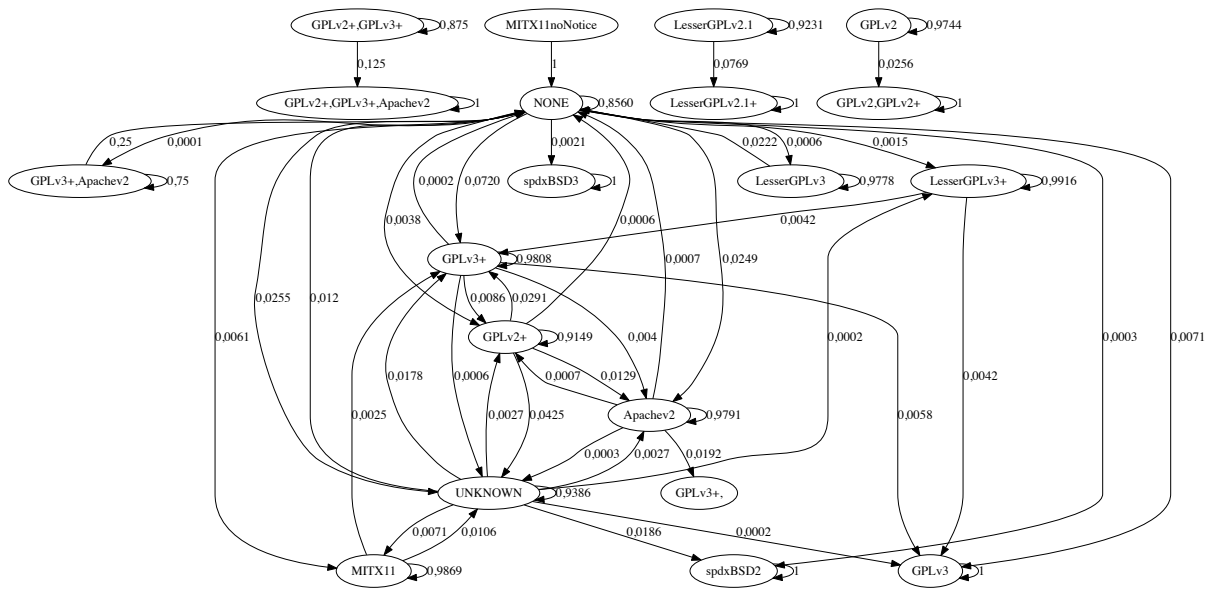 GPLv2+,GPLv3+ 0,875 MITX11noNotice LesserGPLv2.1 0,9231 GPLv2 0,9744
0,125 1 0,0769 0,0256
GPLv2+,GPLv3+,Apachev2 1 NONE 0,8560 LesserGPLv2.1+ 1 GPLv2,GPLv2+ 1
0,25 0,0001 0,0002 0,0720 0,0021 0,0222 0,0006 0,0015
GPLv3+,Apachev2 0,75 spdxBSD3 1 LesserGPLv3 0,9778 LesserGPLv3+ 0,9916
0,0038 0,0006 0,0042
GPLv3+ 0,9808 0,0007 0,0249
0,0255 0,012 0,0086 0,0291
0,0061 GPLv2+ 0,9149 0,004 0,0002 0,0003 0,0071
0,0178 0,0006 0,0007 0,0129 0,0042
0,0025 0,0027 0,0425 Apachev2 0,9791 0,0058
0,0003 0,0027 0,0192
UNKNOWN 0,9386 GPLv3+,
0,0071 0,0106 0,0186 0,0002
MITX11 0,9869 spdxBSD2 1 GPLv3 1